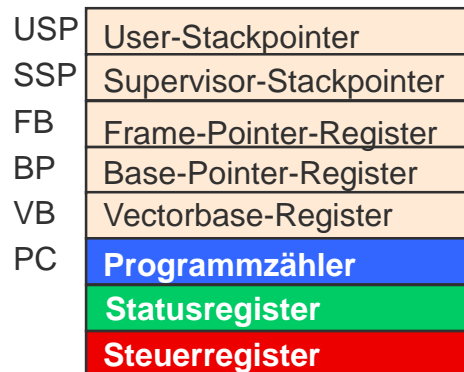 USP User-Stackpointer
SSP Supervisor-Stackpointer
FB Frame-Pointer-Register
BP Base-Pointer-Register
VB Vectorbase-Register
PC Programmzähler
Statusregister
Steuerregister